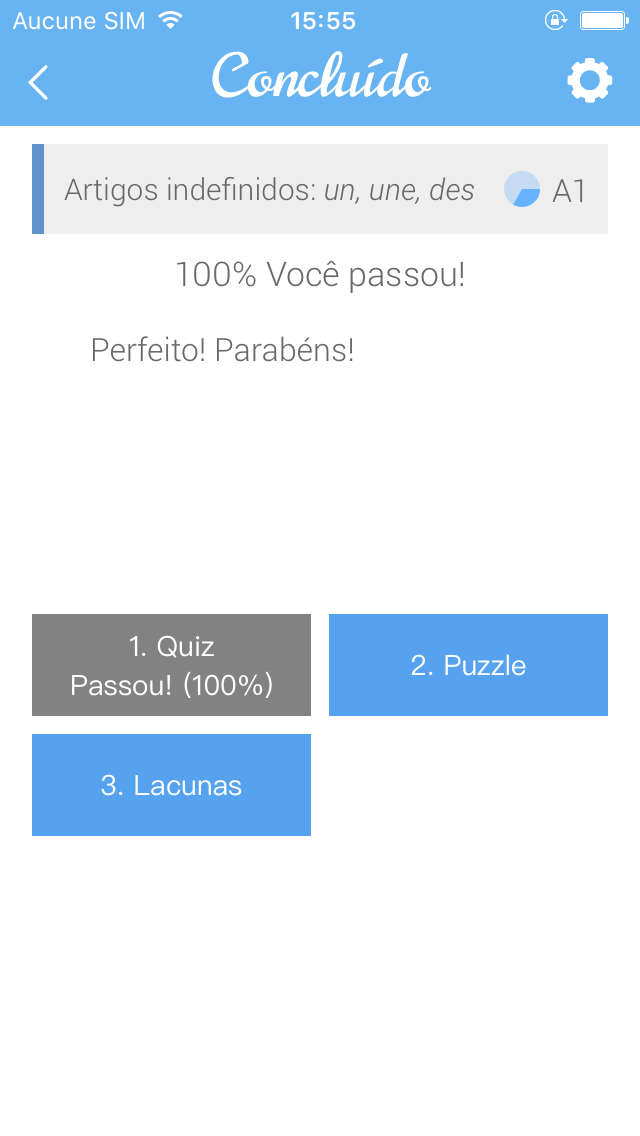 Aucune SIM 15:55
Concluído
Artigos indefinidos: un, une, des A1
100% Você passou!
Perfeito! Parabéns!
1. Quiz
Passou! (100%)
2. Puzzle
3. Lacunas